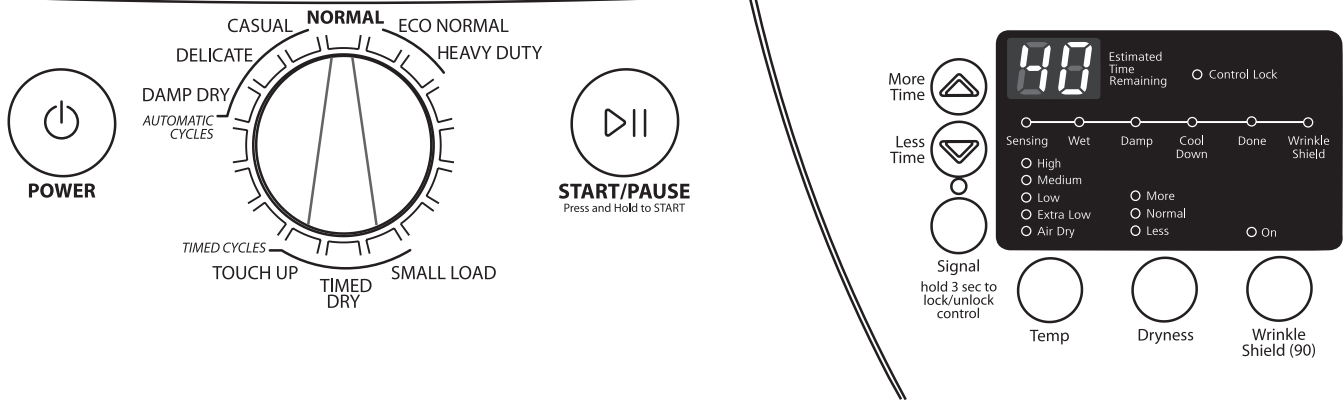 POWER
CASUAL
NORMAL
ECO NORMAL
DELICATE
HEAVY DUTY
DAMP DRY
AUTOMATIC
CYCLES
TIMED CYCLES
TOUCH UP
TIMED
DRY
SMALL LOAD
START/PAUSE
Press and Hold to START
More
Time
Less
Time
Signal
hold 3 sec to
lock/unlock
control
40
Estimated
Time
Remaining
Control Lock
Sensing
Wet
Damp
Cool
Down
Done
Wrinkle
Shield
High
Medium
Low
Extra Low
Air Dry
More
Normal
Less
On
Temp
Dryness
Wrinkle
Shield (90)